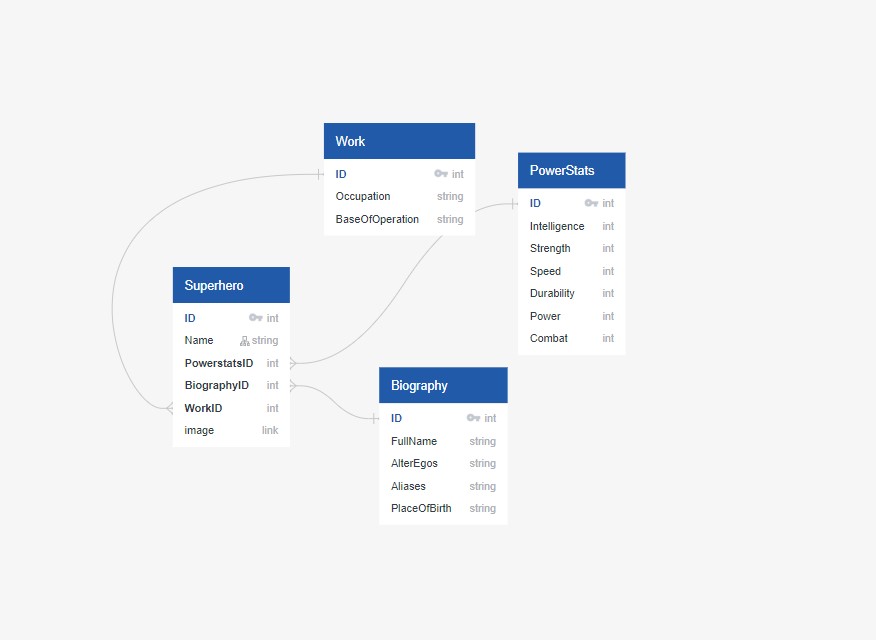 Work
ID int
Occupation string
BaseOfOperation string
PowerStats
ID int
Intelligence int
Strength int
Speed int
Durability int
Power int
Combat int
Superhero
ID int
Name string
PowerstatsID int
BiographyID int
WorkID int
image link
Biography
ID int
FullName string
AlterEgos string
Aliases string
PlaceOfBirth string